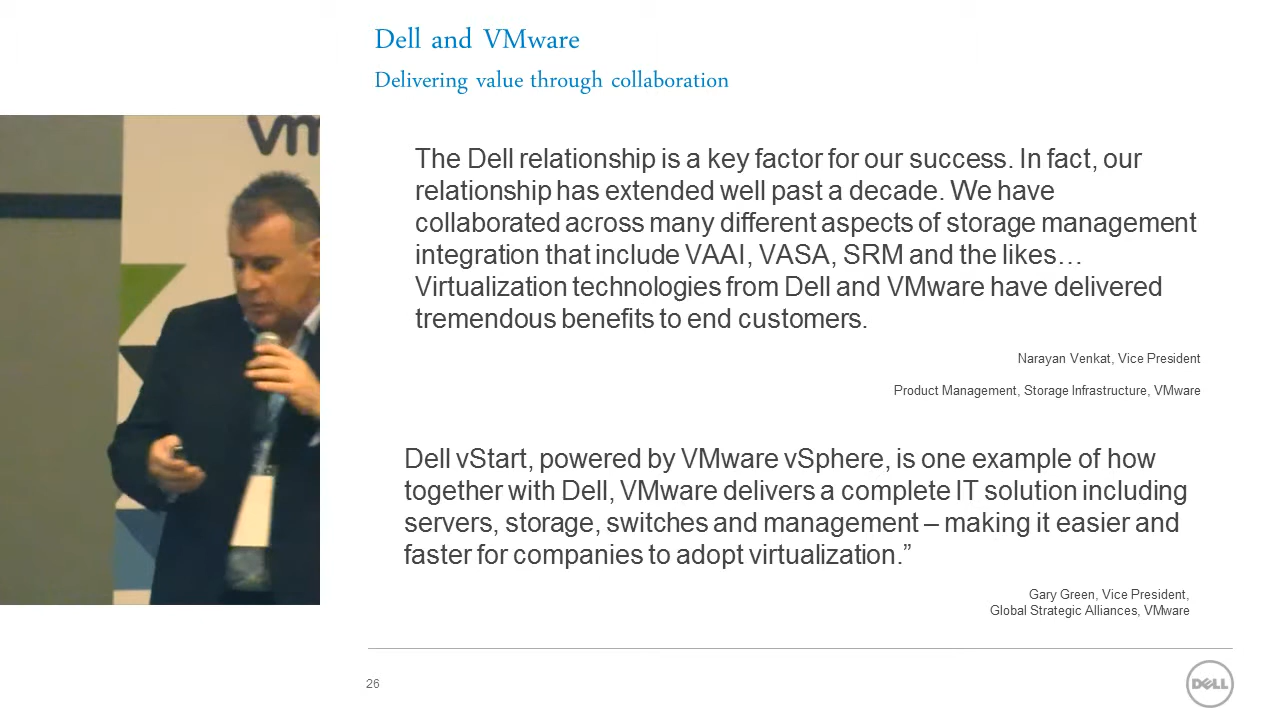 Dell and VMware
Delivering value through collaboration
vm
The Dell relationship is a key factor for our success. In fact, our
relationship has extended well past a decade. We have
collaborated across many different aspects of storage management
integration that include VAAI, VASA, SRM and the likes…
Virtualization technologies from Dell and VMware have delivered
tremendous benefits to end customers.
Narayan Venkat, Vice President
Product Management, Storage Infrastructure, VMware
Dell vStart, powered by VMware vSphere, is one example of how
together with Dell, VMware delivers a complete IT solution including
servers, storage, switches and management – making it easier and
faster for companies to adopt virtualization.”
Gary Green, Vice President,
Global Strategic Alliances, VMware
26
DELL